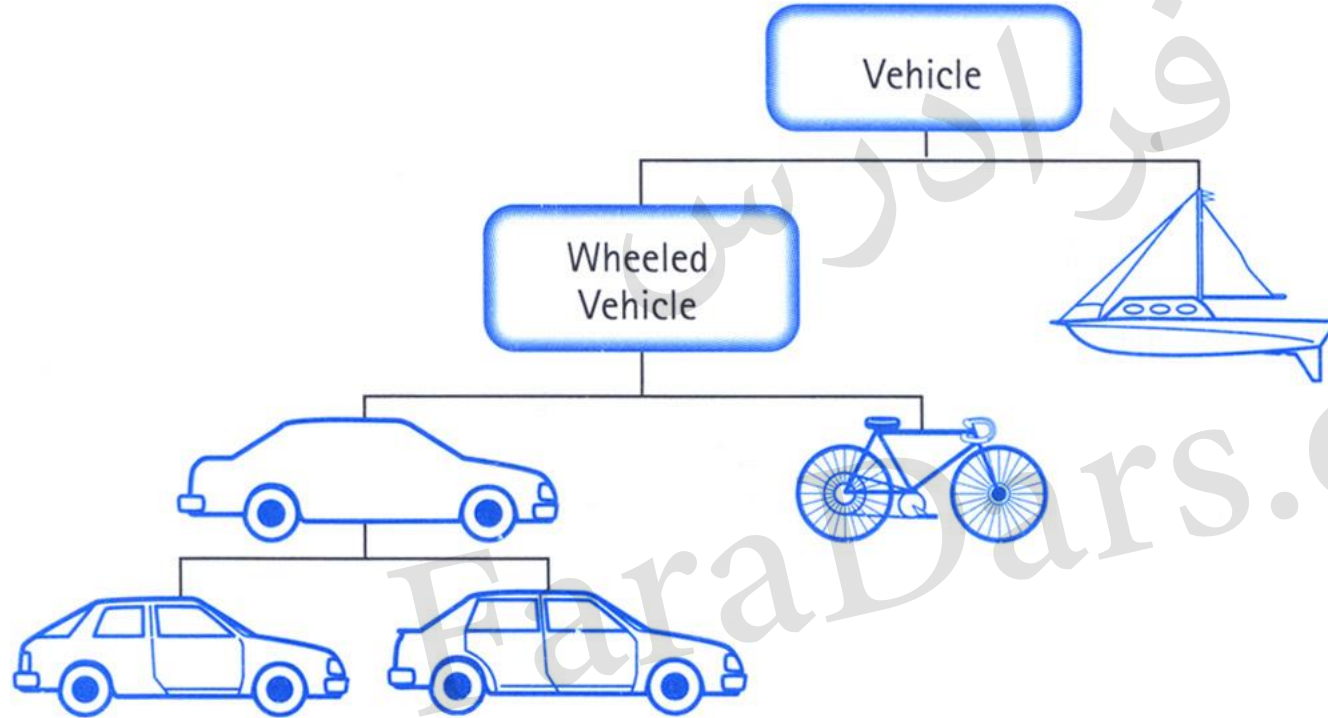 Vehicle
Wheeled
Vehicle
فرادرس
FaraDars.